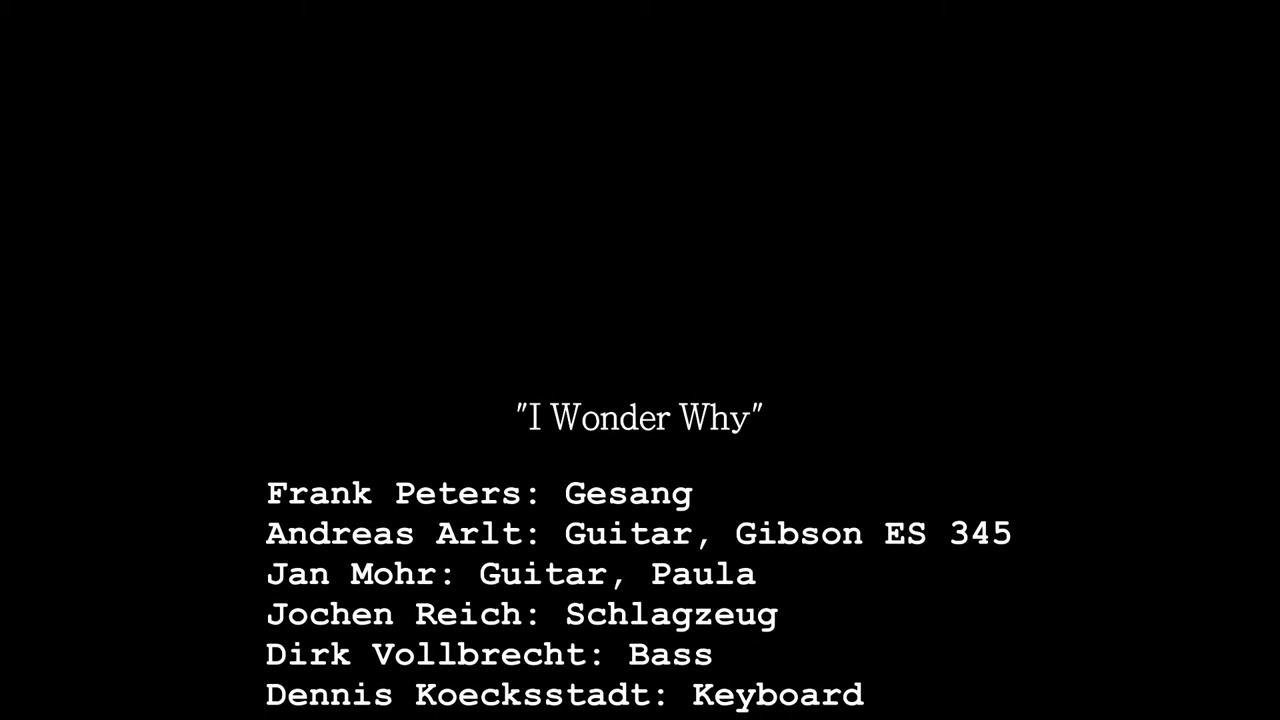 "I Wonder Why"
Frank Peters: Gesang
Andreas Arlt: Guitar, Gibson ES 345
Jan Mohr: Guitar, Paula
Jochen Reich: Schlagzeug
Dirk Vollbrecht: Bass
Dennis Koecksstadt: Keyboard